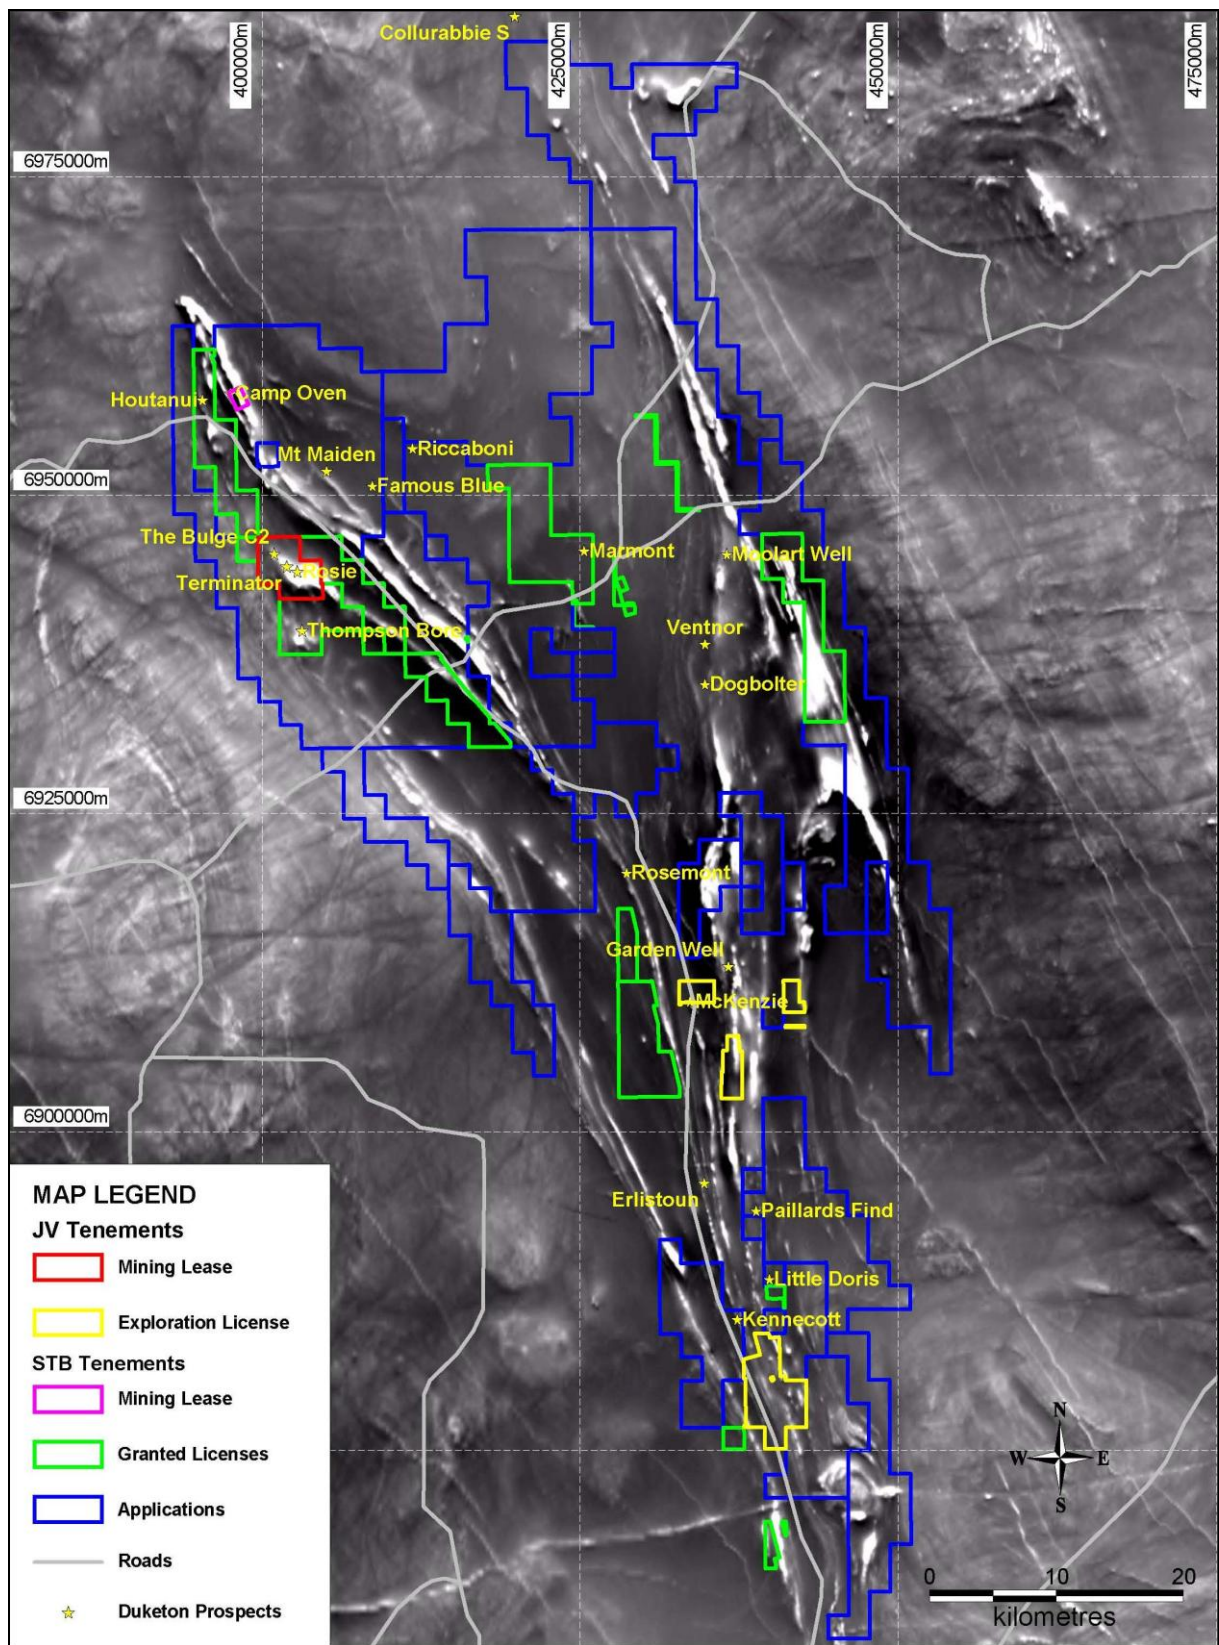 Collurabbie S
400000m
425000m
450000m
475000m
6975000m
Houtanui
Camp Oven
Mt Maiden
Riccaboni
6950000m
Famous Blue
The Bulge C2
Marmont
Moolart Well
Terminator
Rosie
Thompson Bore
Ventnor
Dogbolter
6925000m
Rosemont
Garden Well
McKenzie
6900000m
Erlistoun
Paillards Find
Little Doris
Kennecott
MAP LEGEND
JV Tenements
Mining Lease
Exploration License
STB Tenements
Mining Lease
Granted Licenses
Applications
Roads
Duketon Prospects
N
W E
S
0 20
kilometres